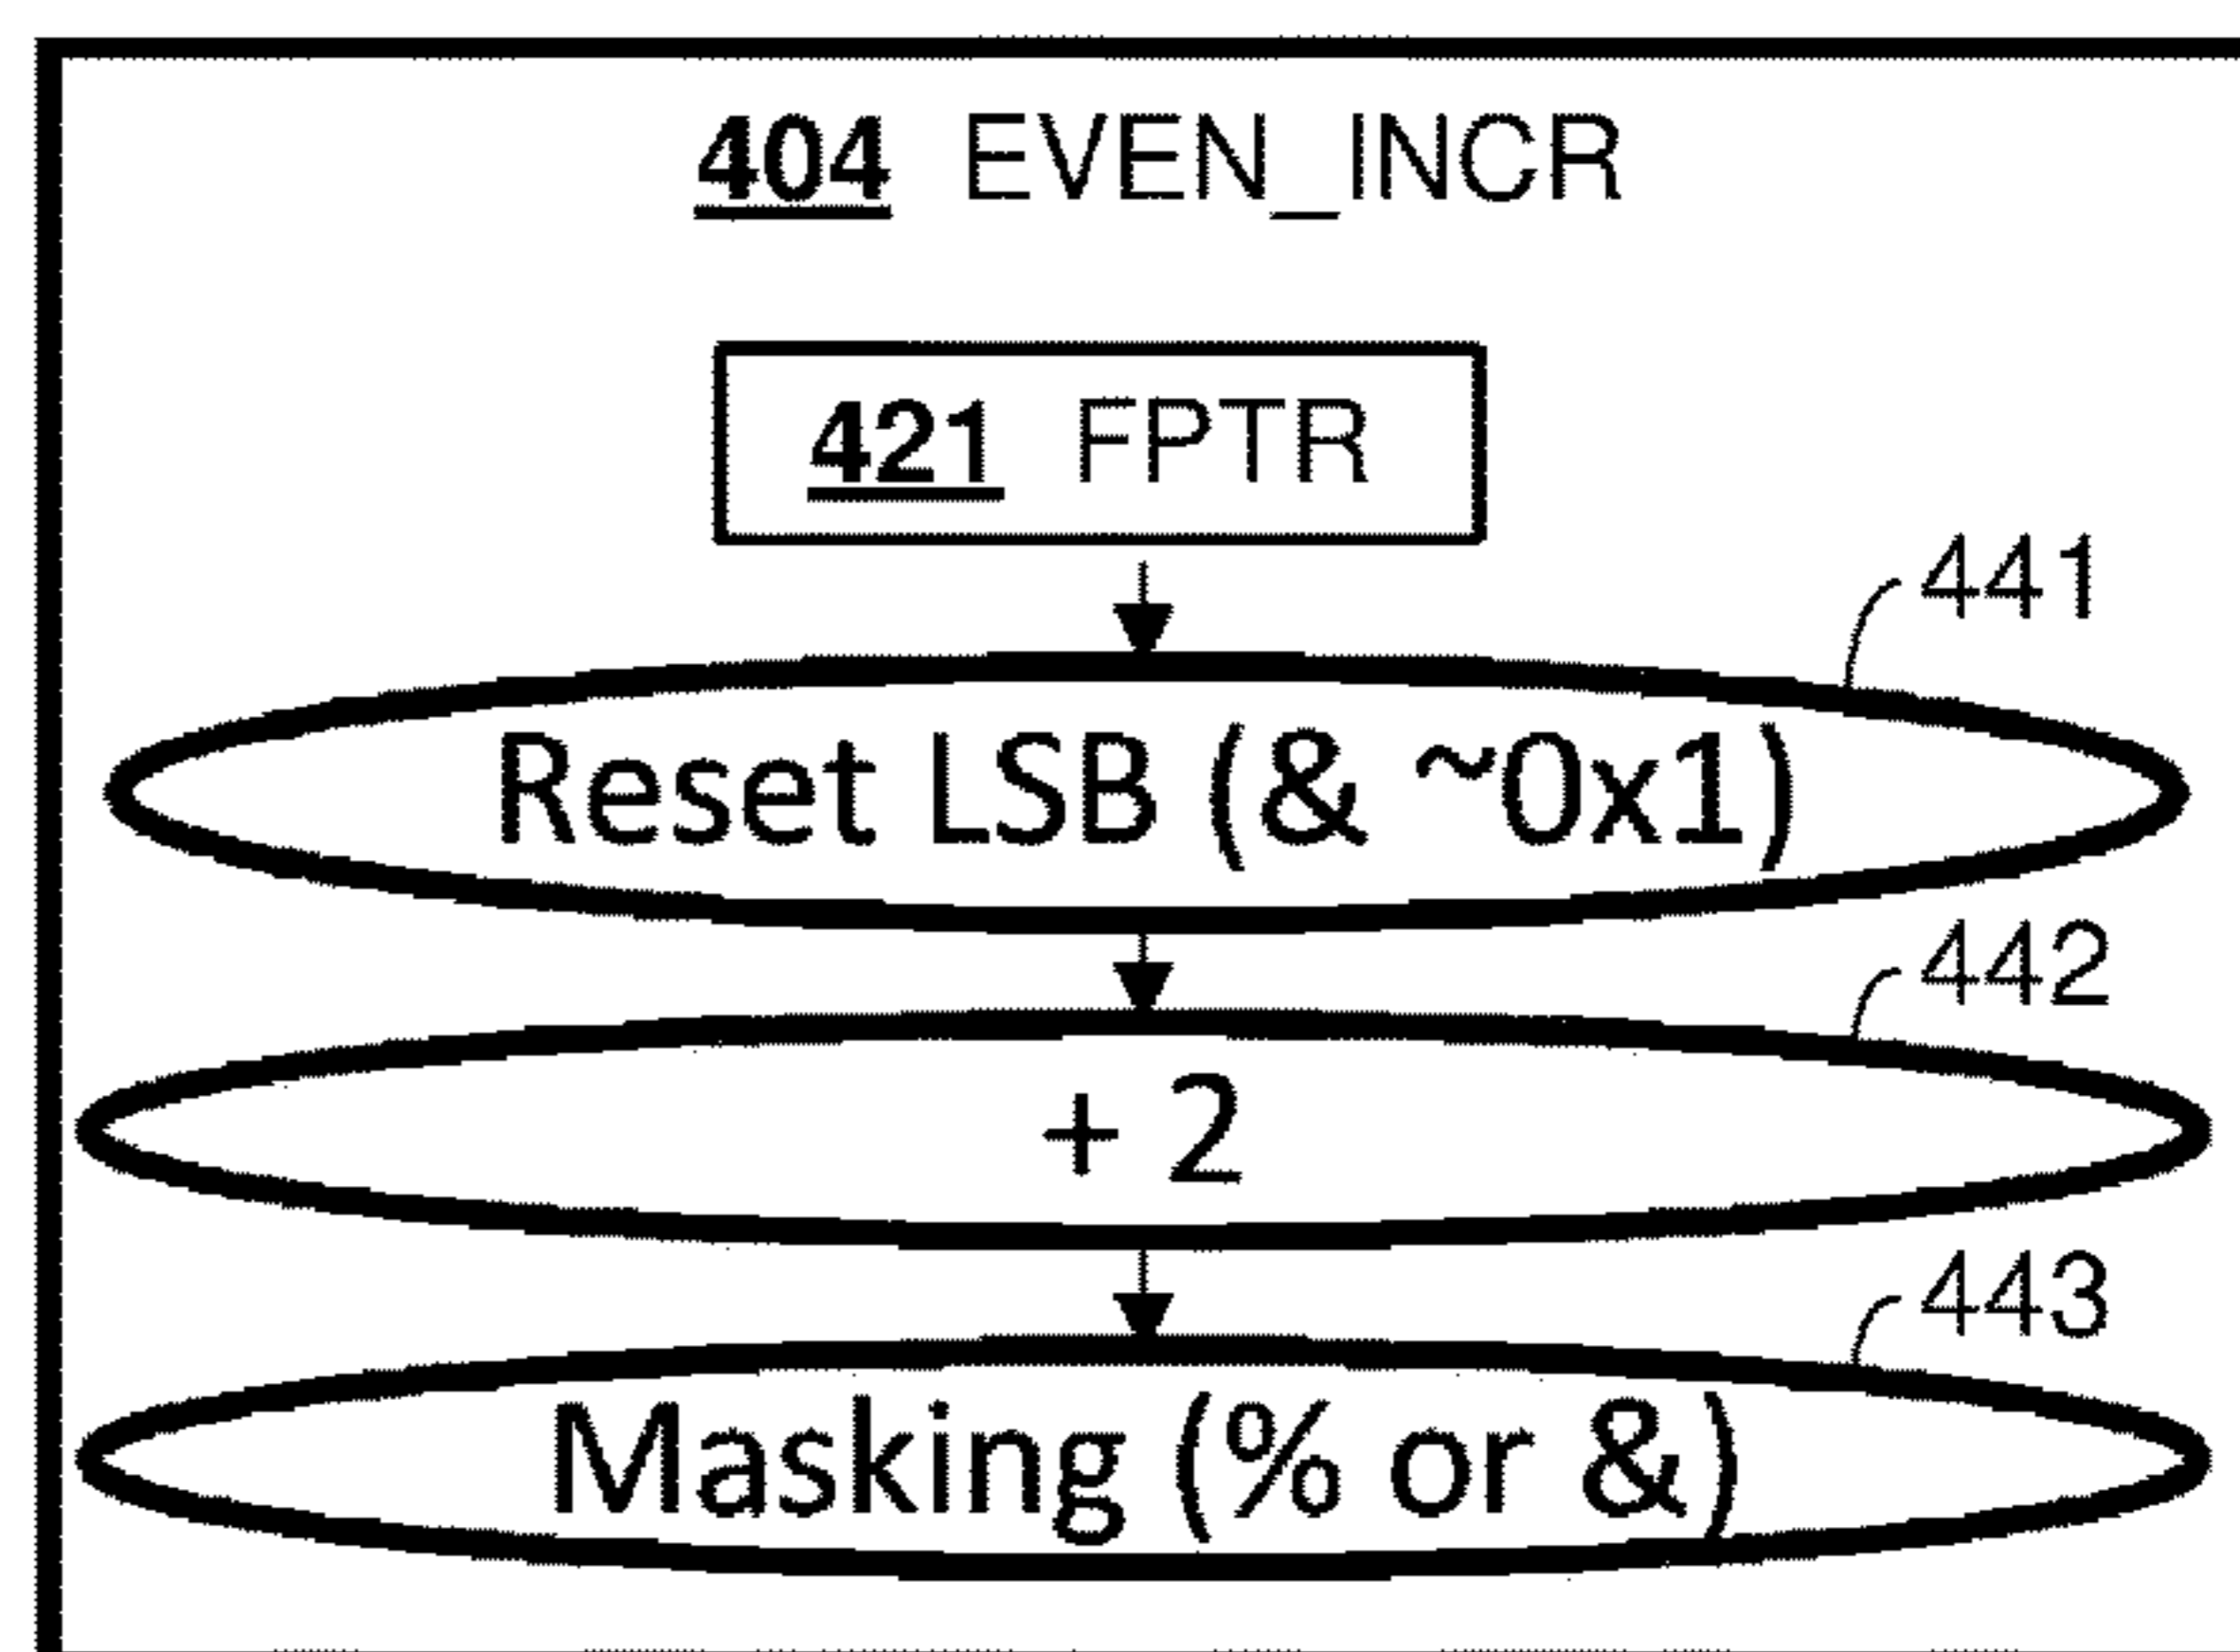 404 EVEN_INCR
421 FPTR
441
Reset LSB (& ~0x1)
442
+ 2
443
Masking (% or &)